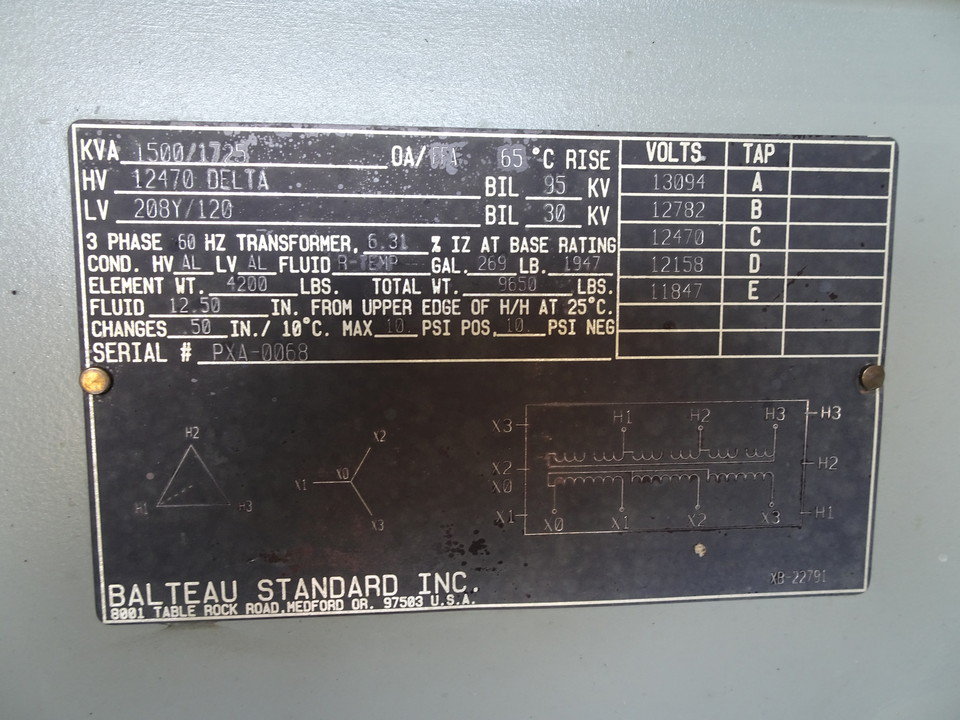 KVA 1500/1725 OA/FFA 65 °C RISE
HV 12470 DELTA BIL 95 KV
LV 208Y/120 BIL 30 KV
3 PHASE 60 HZ TRANSFORMER, 6.31 % IZ AT BASE RATING
COND. HV AL LV AL FLUID R-TEMP GAL. 269 LB. 1947
ELEMENT WT. 4200 LBS. TOTAL WT. 9650 LBS.
FLUID 12.50 IN. FROM UPPER EDGE OF H/H AT 25°C.
CHANGES .50 IN./ 10°C. MAX 10 PSI POS, 10 PSI NEG
SERIAL # PXA-0068
VOLTS TAP
13094 A
12782 B
12470 C
12158 D
11847 E
H2
H1 H3
X2
X1 X0
X3
H1 H2 H3
X3 H3
X2 H2
X0
X1 H1
X0 X1 X2 X3
XB-22791
BALTEAU STANDARD INC.
8001 TABLE ROCK ROAD, MEDFORD OR. 97503 U.S.A.